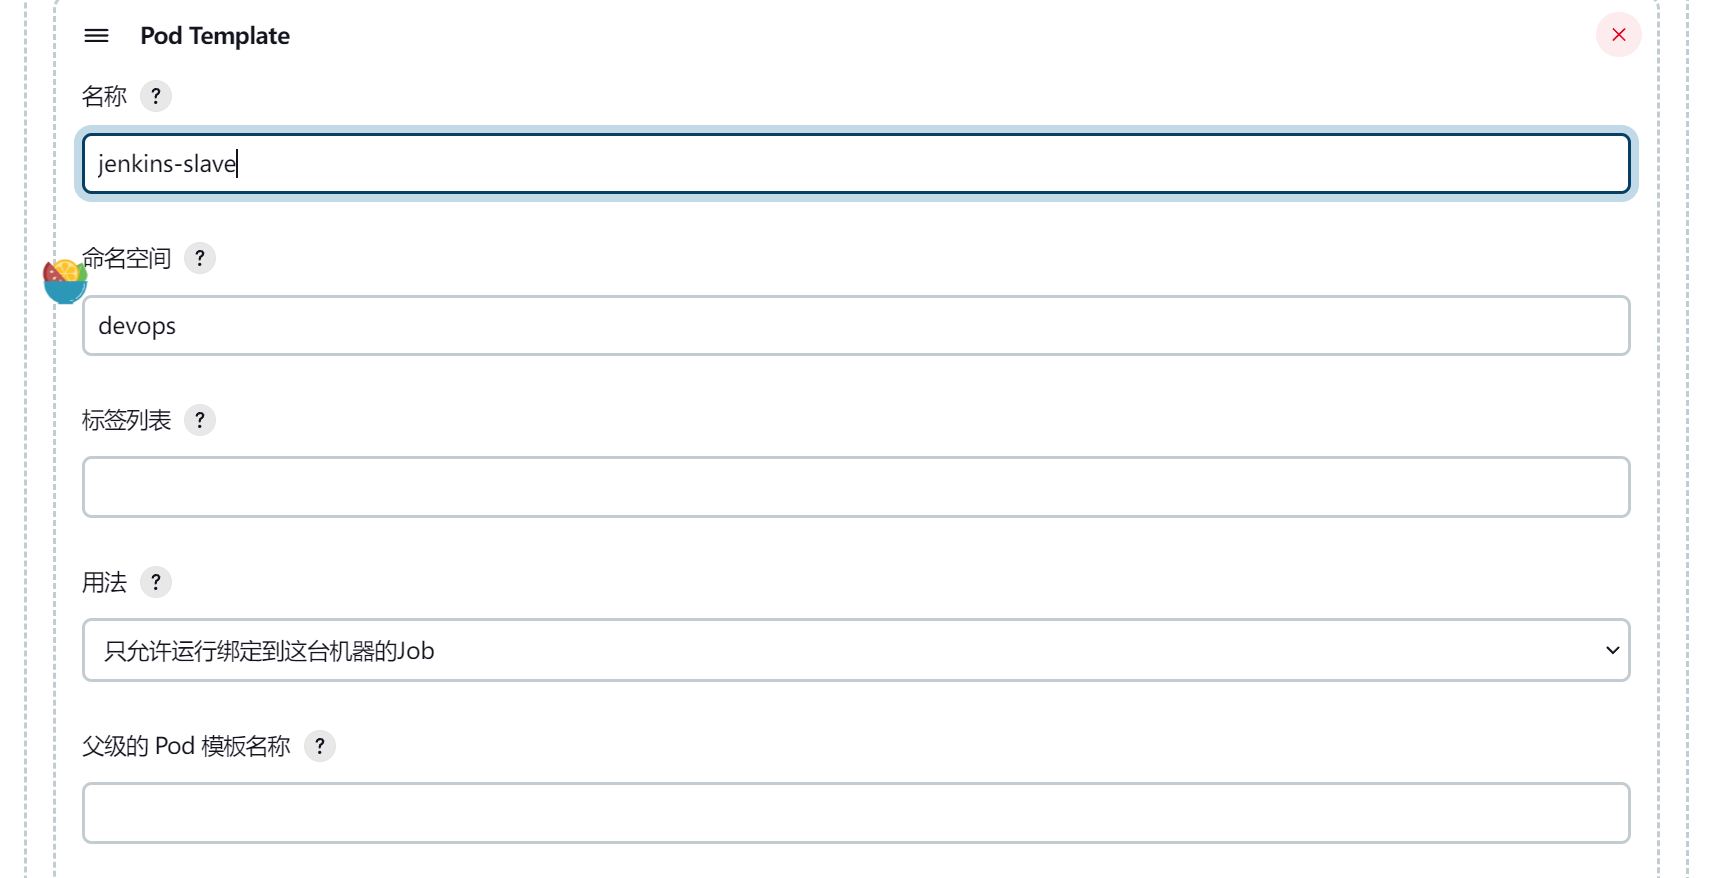 Pod Template
名称 ?
jenkins-slave
命名空间 ?
devops
标签列表 ?
用法 ?
只允许运行绑定到这台机器的Job
父级的 Pod 模板名称 ?